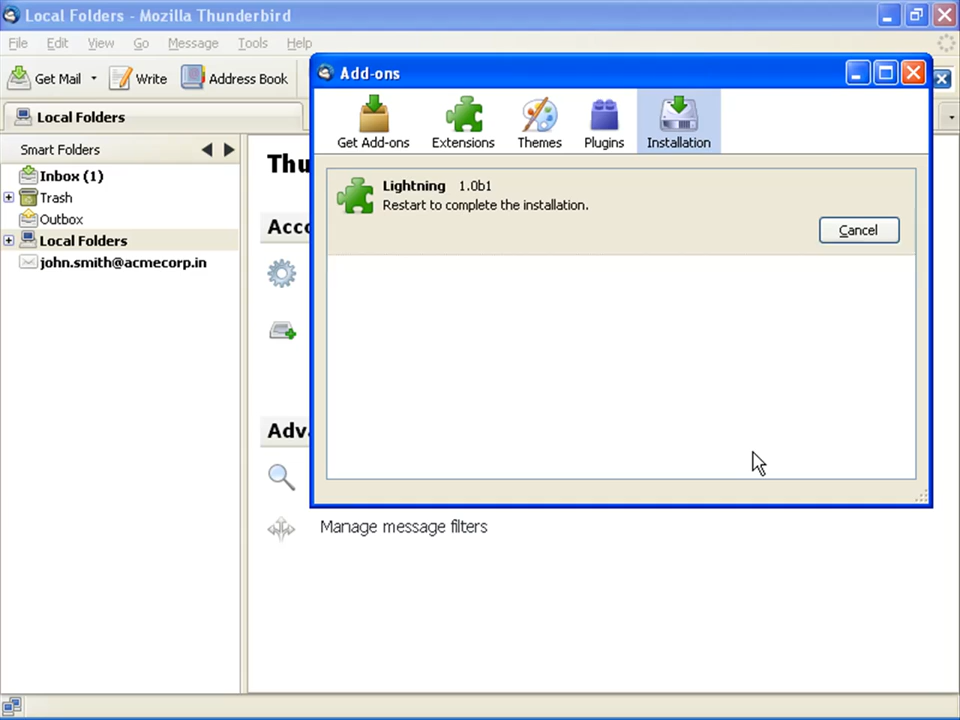 Local Folders - Mozilla Thunderbird
File Edit View Go Message Tools Help
Get Mail Write Address Book
Local Folders
Smart Folders
Inbox (1)
Trash
Outbox
Local Folders
john.smith@acmecorp.in
Thu
Acco
Adv
Manage message filters
Add-ons
Get Add-ons Extensions Themes Plugins Installation
Lightning 1.0b1
Restart to complete the installation.
Cancel